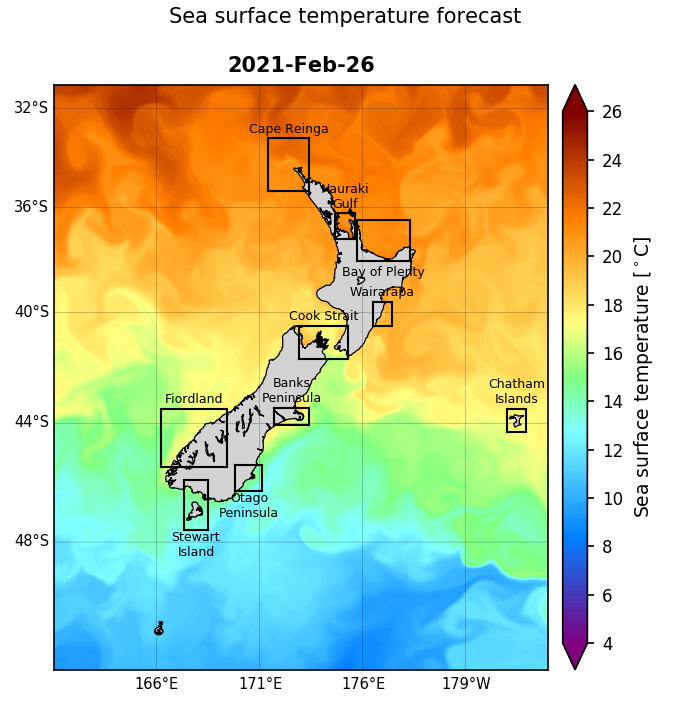 Sea surface temperature forecast
2021-Feb-26
32°S
36°S
40°S
44°S
48°S
Cape Reinga
Hauraki
Gulf
Bay of Plenty
Wairarapa
Cook Strait
Banks
Peninsula
Fiordland
Chatham
Islands
Otago
Peninsula
Stewart
Island
166°E
171°E
176°E
179°W
26
24
22
20
18
16
14
12
10
8
6
4
Sea surface temperature [°C]